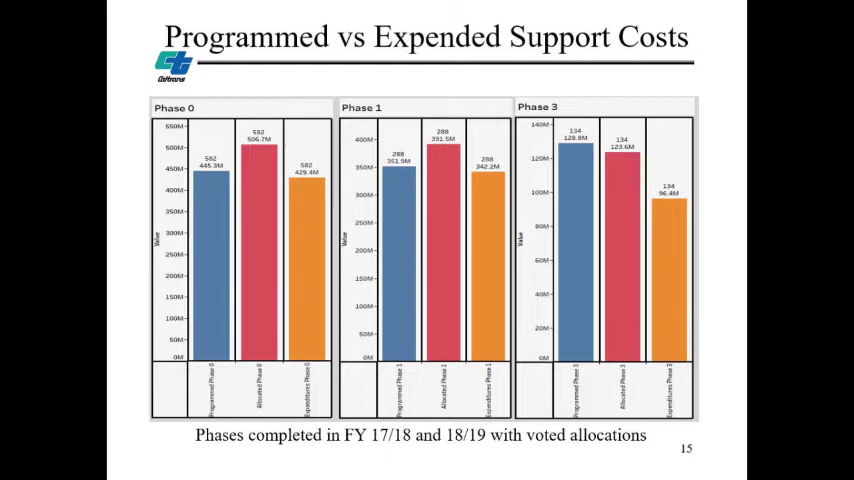 Programmed vs Expended Support Costs
Caltrans
Phase 0
550M
500M
450M
400M
350M
300M
250M
200M
150M
100M
50M
0M
Value
582
445.3M
582
506.7M
582
429.4M
Programmed Phase 0
Allocated Phase 0
Expenditures Phase 0
Phase 1
400M
350M
300M
250M
200M
150M
100M
50M
0M
Value
288
351.9M
288
391.5M
288
342.2M
Programmed Phase 1
Allocated Phase 1
Expenditures Phase 1
Phase 3
140M
120M
100M
80M
60M
40M
20M
0M
Value
134
128.8M
134
123.6M
134
96.4M
Programmed Phase 3
Allocated Phase 3
Expenditures Phase 3
Phases completed in FY 17/18 and 18/19 with voted allocations
15